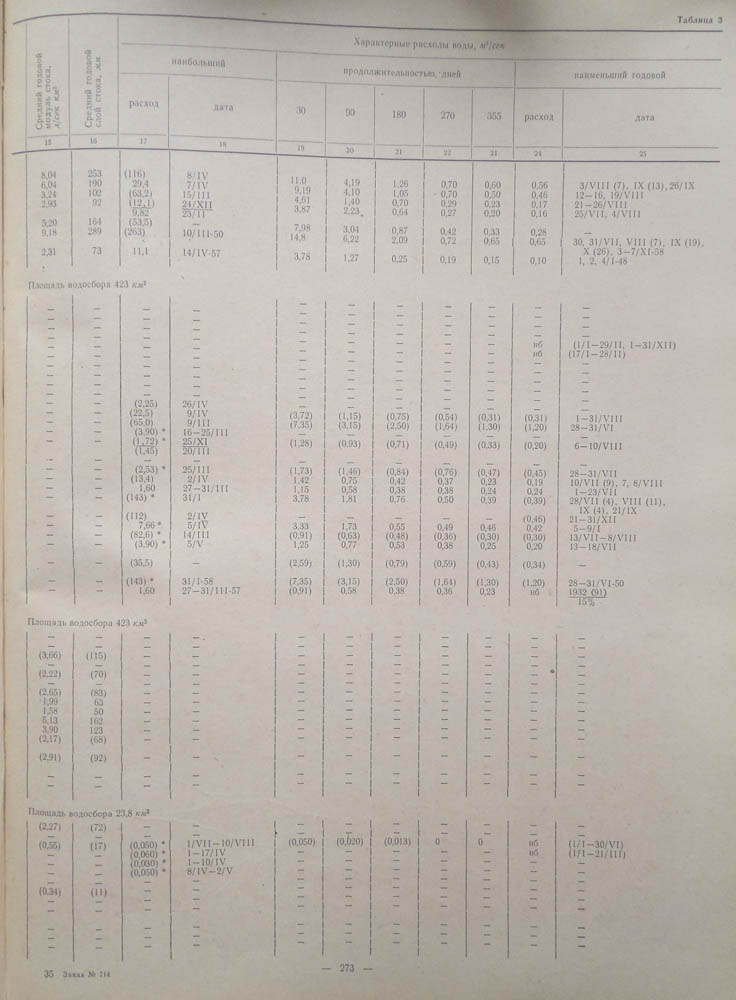 Таблица 3
Средний годовой модуль стока, л/сек км²
Средний годовой слой стока, мм
Характерные расходы воды, м³/сек
наибольший
продолжительностью, дней
наименьший годовой
расход дата 30 90 180 270 355 расход дата
15 16 17 18 19 20 21 22 23 24 25
8,04 253 (116) 8/IV 11,0 4,19 1,26 0,70 0,60 0,56 3/VIII (7), IX (13), 26/IX
6,04 190 29,4 7/IV 9,19 4,10 1,05 0,70 0,50 0,46 12—16, 19/VIII
3,24 102 (63,2) 15/III 4,61 1,40 0,70 0,29 0,23 0,17 21—26/VIII
2,93 92 (12,1) 24/XII 3,87 2,23 0,64 0,27 0,20 0,16 25/VII, 4/VIII
9,82 23/II
5,20 164 (53,5) — 7,98 3,04 0,87 0,42 0,33 0,28 —
9,18 289 (263) 10/III-50 14,8 6,22 2,09 0,72 0,65 0,65 30, 31/VII, VIII (7), IX (19),
X (26), 3—7/XI-58
2,31 73 11,1 14/IV-57 3,78 1,27 0,25 0,19 0,15 0,10 1, 2, 4/I-48
Площадь водосбора 423 км²
— — — — — — — — — — —
— — — — — — — — — — —
— — — — — — — — — — —
— — — — — — — — — — —
— — — — — — — — — нб (1/I—29/II, 1—31/XII)
— — — — — — — — — нб (17/I—28/II)
— — — — — — — — — — —
— — — — — — — — — — —
— — — — — — — — — — —
— — — — — — — — — — —
— — (2,25) 26/IV — — — — — — —
— — (22,5) 9/IV (3,72) (1,15) (0,75) (0,54) (0,31) (0,31) 1—31/VIII
— — (65,0) 9/III (7,35) (3,15) (2,50) (1,64) (1,30) (1,20) 28—31/VI
— — (3,90) * 16—25/III — — — — — — —
— — (1,72) * 25/XI (1,28) (0,93) (0,71) (0,49) (0,33) (0,20) 6—10/VIII
(1,45) 20/III
— — — — — — — — — — —
— — (2,53) * 25/III (1,73) (1,46) (0,84) (0,76) (0,47) (0,45) 28—31/VII
— — (13,4) 2/IV 1,42 0,75 0,42 0,37 0,23 0,19 10/VII (9), 7, 8/VIII
— — 1,60 27—31/III 1,15 0,58 0,38 0,38 0,24 0,24 1—23/VII
— — (143) * 31/I 3,78 1,81 0,76 0,50 0,39 (0,39) 28/VII (4), VIII (11),
IX (4), 21/IX
— — (112) 2/IV — — — — — (0,46) 21—31/XII
— — 7,66 * 5/IV 3,33 1,73 0,55 0,49 0,46 0,42 5—9/I
— — (82,6) * 14/III (0,91) (0,63) (0,48) (0,36) (0,30) (0,30) 13/VII—8/VIII
— — (3,90) * 5/V 1,25 0,77 0,53 0,38 0,25 0,20 13—18/VII
— — (35,5) — (2,59) (1,30) (0,79) (0,59) (0,43) (0,34) —
— — (143) * 31/I-58 (7,35) (3,15) (2,50) (1,64) (1,30) (1,20) 28—31/VI-50
— — 1,60 27—31/III-57 (0,91) 0,58 0,38 0,36 0,23 нб 1932 (91)
15%
Площадь водосбора 423 км²
— — — — — — — — — — —
— — — — — — — — — — —
(3,66) (115) — — — — — — — — —
— — — — — — — — — — —
(2,22) (70) — — — — — — — — —
— — — — — — — — — — —
(2,65) (83) — — — — — — — — —
1,99 63 — — — — — — — — —
1,58 50 — — — — — — — — —
5,13 162 — — — — — — — — —
3,90 123 — — — — — — — — —
(2,17) (68) — — — — — — — — —
(2,91) (92) — — — — — — — — —
— — — — — — — — — — —
— — — — — — — — — — —
Площадь водосбора 23,8 км²
(2,27) (72) — — — — — — — — —
— — — — — — — — — — —
(0,55) (17) (0,050) * 1/VII—10/VIII (0,050) (0,020) (0,013) 0 0 нб (1/I—30/VI)
— — (0,060) * 1—17/IV — — — — — нб (1/I—21/III)
— — (0,030) * 1—10/IV — — — — — — —
— — (0,050) * 8/IV—2/V — — — — — — —
— — — — — — — — — — —
(0,34) (11) — — — — — — — — —
— — — — — — — — — — —
— — — — — — — — — — —
— — — — — — — — — — —
— — — — — — — — — — —
— — — — — — — — — — —
35 Заказ № 714
— 273 —